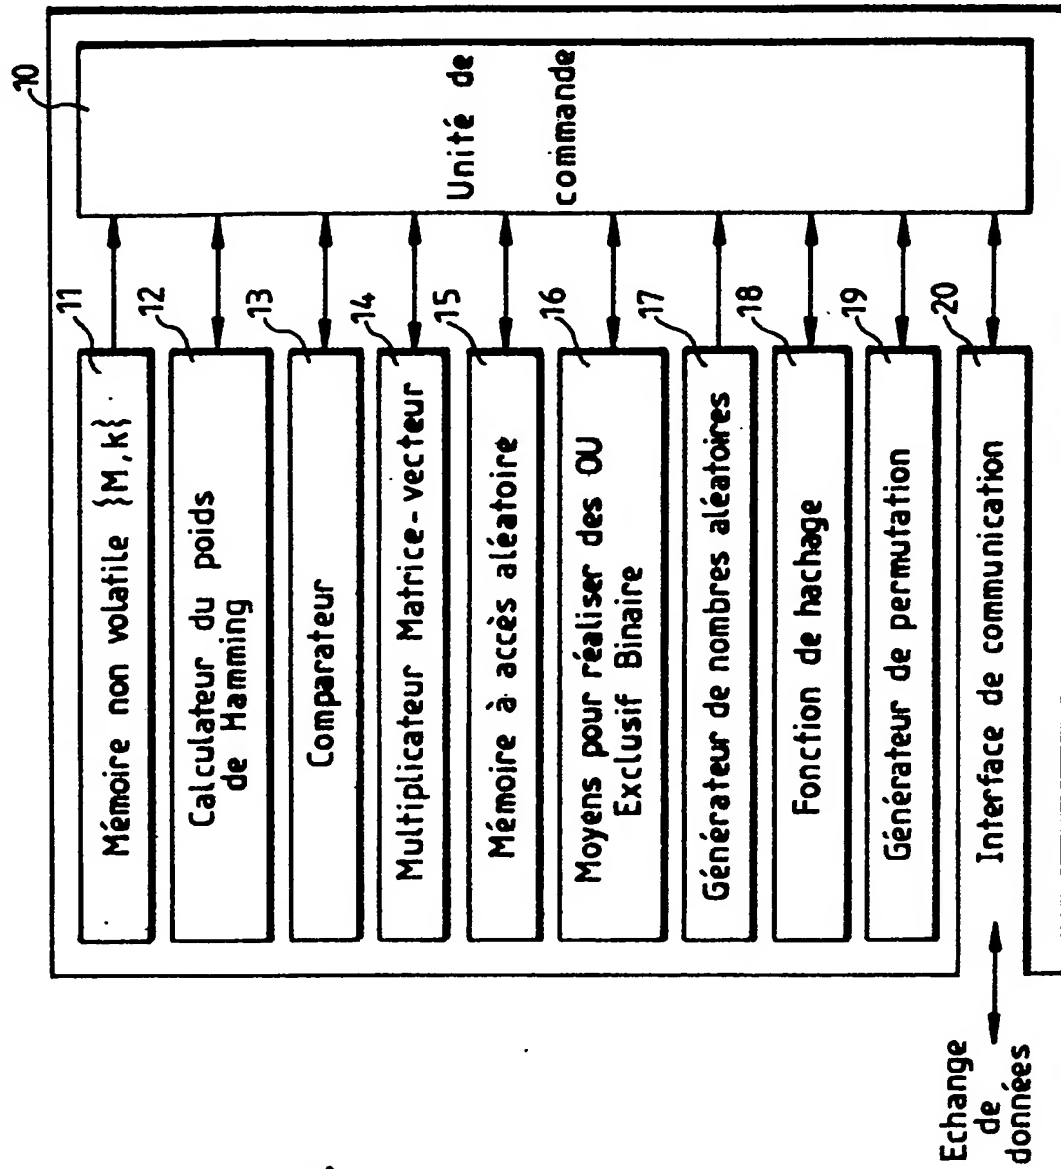 10
Unité de
commande
11
Mémoire non volatile {M,k}
12
Calculateur du poids
de Hamming
13
Comparateur
14
Multiplicateur Matrice-vecteur
15
Mémoire à accès aléatoire
16
Moyens pour réaliser des OU
Exclusif Binaire
17
Générateur de nombres aléatoires
18
Fonction de hachage
19
Générateur de permutation
20
Interface de communication
Echange
de
données